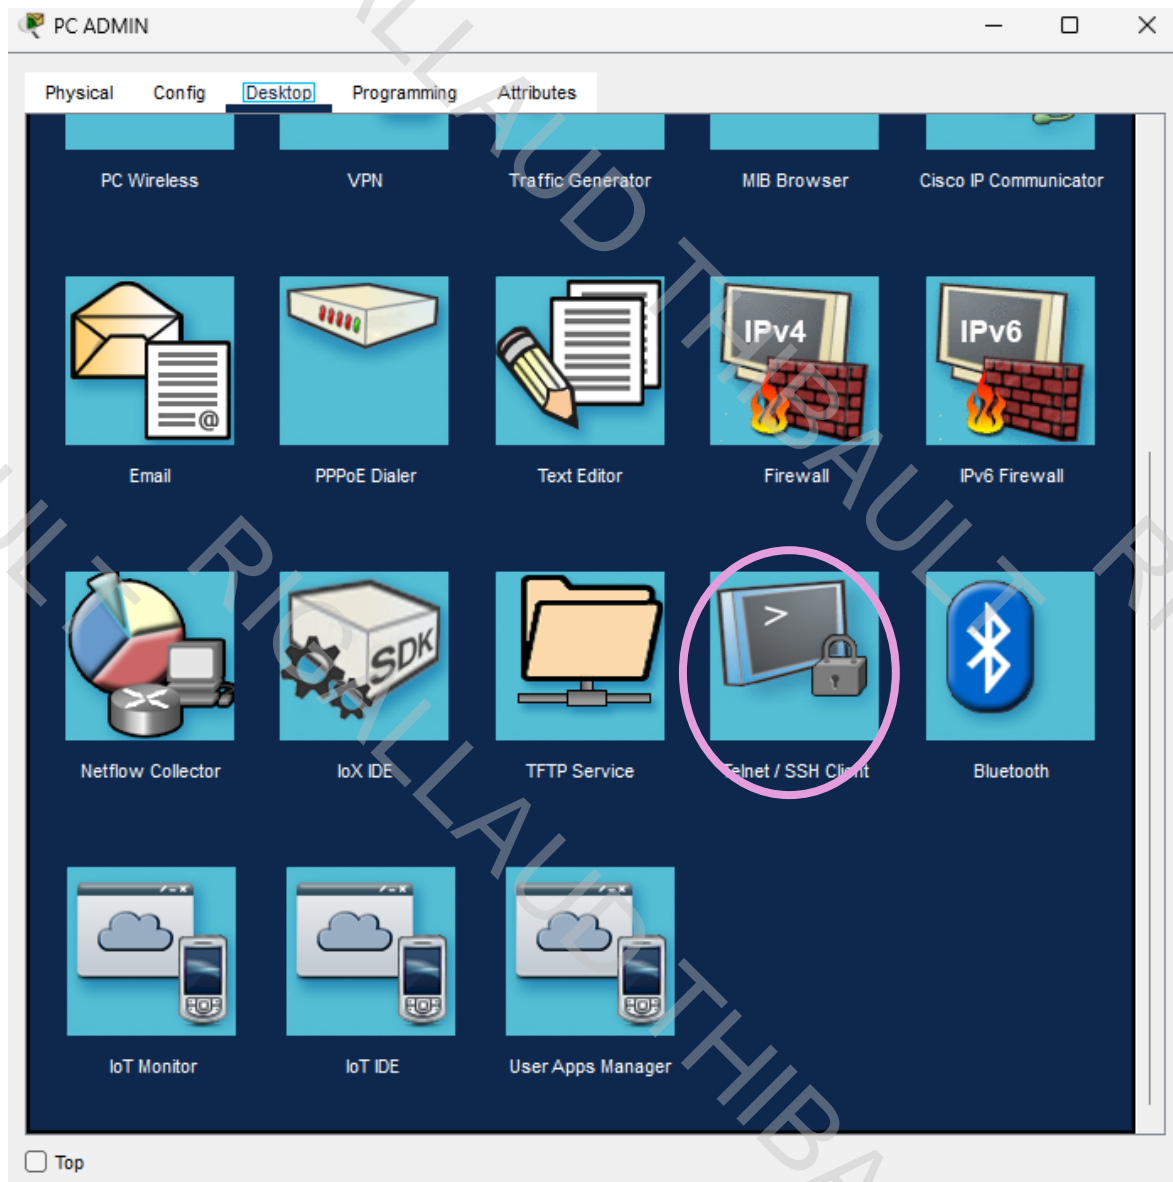 PC ADMIN
Physical Config Desktop Programming Attributes
PC Wireless VPN Traffic Generator MIB Browser Cisco IP Communicator
IPv4 IPv6
@
Email PPPoE Dialer Text Editor Firewall IPv6 Firewall
>
SDK
Netflow Collector IoX IDE TFTP Service Telnet / SSH Client Bluetooth
IoT Monitor IoT IDE User Apps Manager
Top
RIGALLAUD THIBAULT